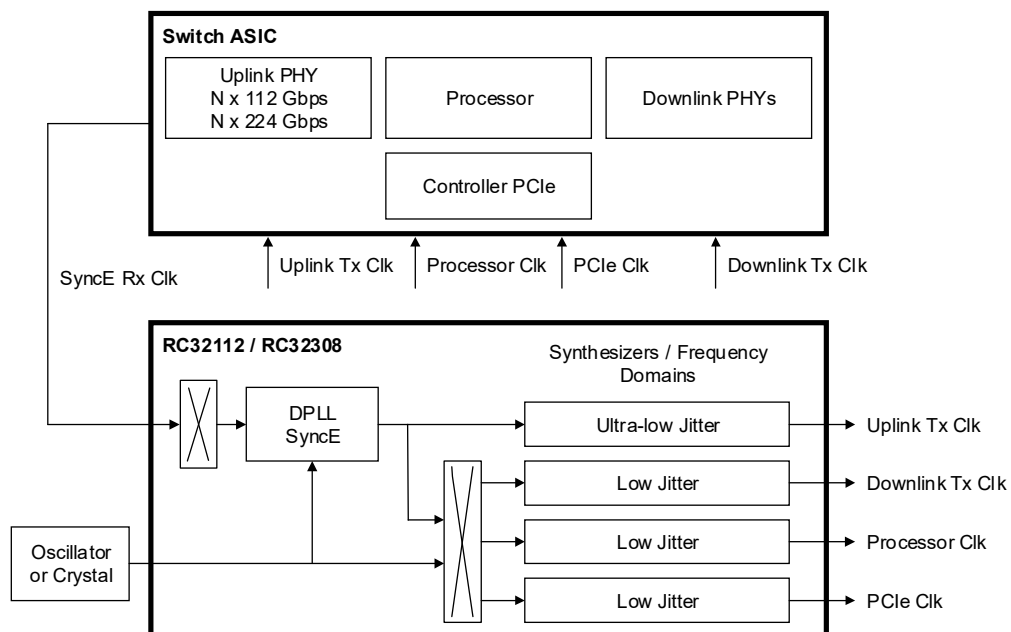 Switch ASIC
Uplink PHY
N x 112 Gbps
N x 224 Gbps
Processor
Downlink PHYs
Controller PCIe
SyncE Rx Clk
Uplink Tx Clk
Processor Clk
PCIe Clk
Downlink Tx Clk
RC32112 / RC32308
Synthesizers / Frequency
Domains
DPLL
SyncE
Ultra-low Jitter
Uplink Tx Clk
Low Jitter
Downlink Tx Clk
Low Jitter
Processor Clk
Low Jitter
PCIe Clk
Oscillator
or Crystal